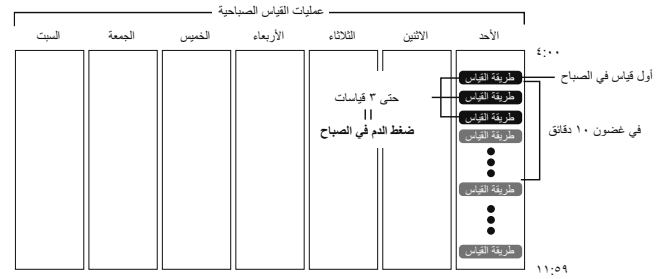 عمليات القياس الصباحية
الأحد
الاثنين
الثلاثاء
الأربعاء
الخميس
الجمعة
السبت
٤:٠٠
طريقة القياس
أول قياس في الصباح
طريقة القياس
حتى ٣ قياسات
طريقة القياس
ضغط الدم في الصباح
طريقة القياس
في غضون ١٠ دقائق
طريقة القياس
طريقة القياس
١١:٥٩